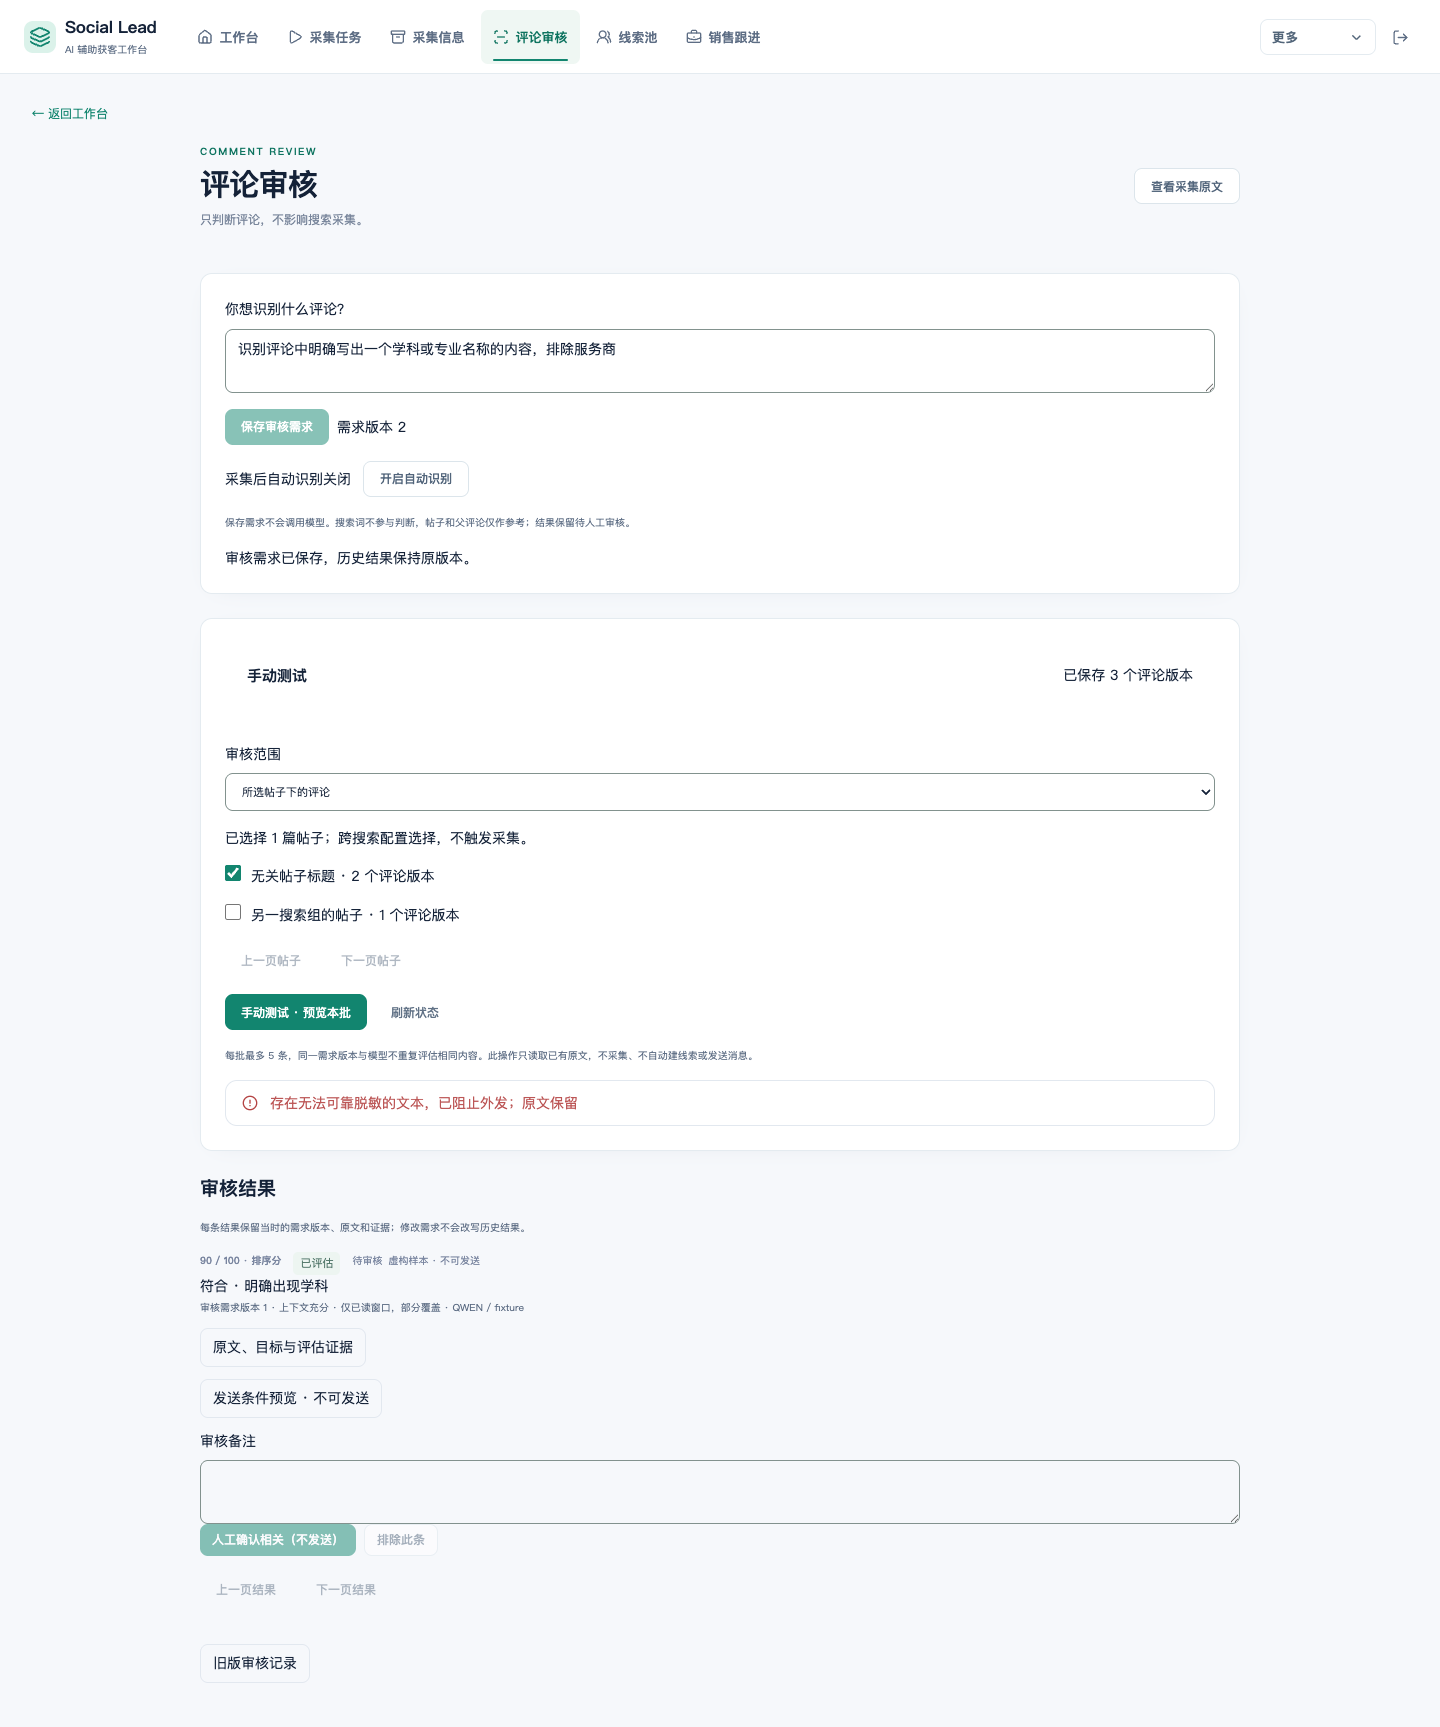 Social Lead
AI 辅助获客工作台
工作台
采集任务
采集信息
评论审核
线索池
销售跟进
更多
← 返回工作台
COMMENT REVIEW
评论审核
查看采集原文
只判断评论，不影响搜索采集。
你想识别什么评论?
识别评论中明确写出一个学科或专业名称的内容，排除服务商
保存审核需求
需求版本 2
采集后自动识别关闭
开启自动识别
保存需求不会调用模型。搜索词不参与判断，帖子和父评论仅作参考；结果保留待人工审核。
审核需求已保存，历史结果保持原版本。
手动测试
已保存 3 个评论版本
审核范围
所选帖子下的评论
已选择 1 篇帖子；跨搜索配置选择，不触发采集。
无关帖子标题 · 2 个评论版本
另一搜索组的帖子 · 1 个评论版本
上一页帖子
下一页帖子
手动测试 · 预览本批
刷新状态
每批最多 5 条，同一需求版本与模型不重复评估相同内容。此操作只读取已有原文，不采集、不自动建线索或发送消息。
存在无法可靠脱敏的文本，已阻止外发；原文保留
审核结果
每条结果保留当时的需求版本、原文和证据；修改需求不会改写历史结果。
90 / 100 · 排序分
已评估
待审核 虚构样本 · 不可发送
符合 · 明确出现学科
审核需求版本 1 · 上下文充分 · 仅已读窗口，部分覆盖 · QWEN / fixture
原文、目标与评估证据
发送条件预览 · 不可发送
审核备注
人工确认相关（不发送）
排除此条
上一页结果
下一页结果
旧版审核记录